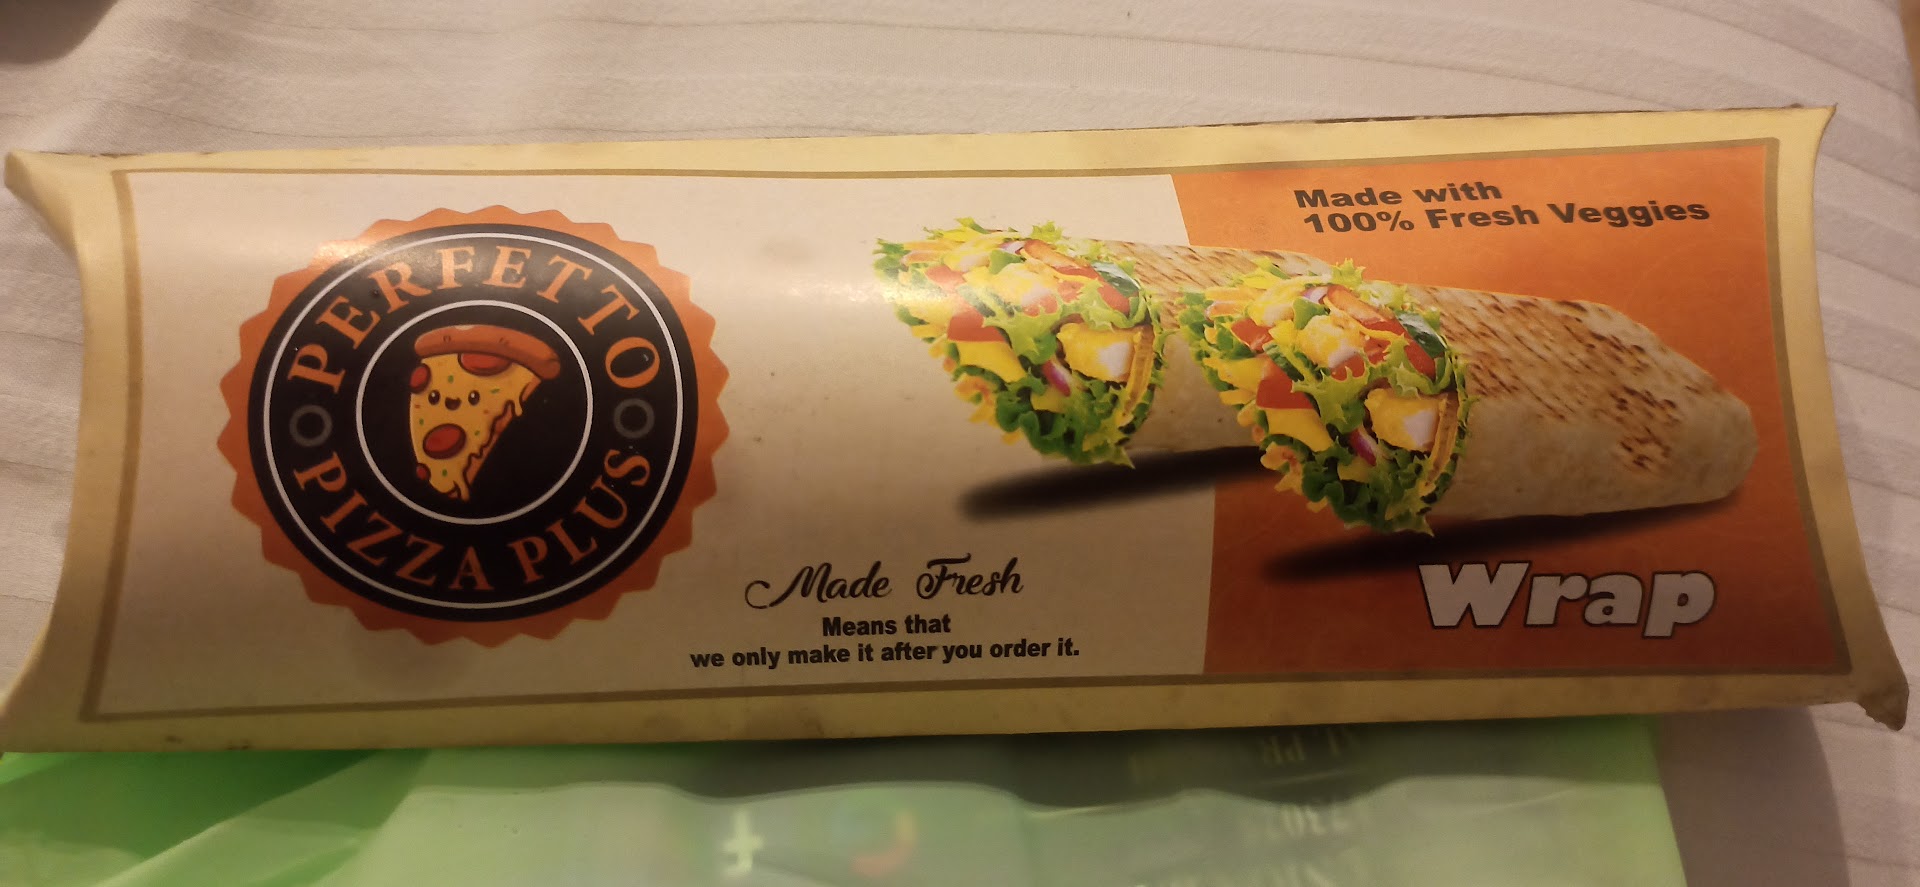 PERFETTO
PIZZA PLUS
Made Fresh
Means that
we only make it after you order it.
Made with
100% Fresh Veggies
Wrap